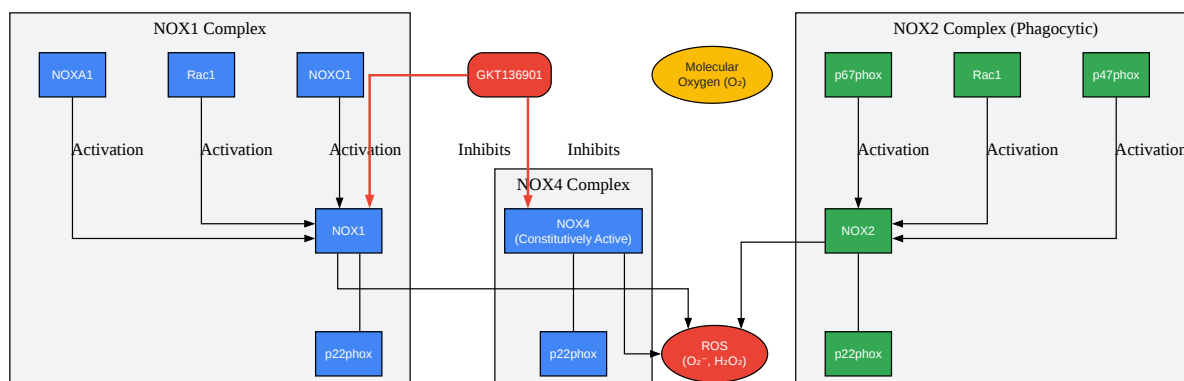 NOX1 Complex
NOX2 Complex (Phagocytic)
NOXA1
Rac1
NOXO1
GKT136901
Molecular
Oxygen (O₂)
p67phox
Rac1
p47phox
Activation
Activation
Activation
Inhibits
Inhibits
Activation
Activation
Activation
NOX4 Complex
NOX1
NOX4
(Constitutively Active)
NOX2
p22phox
p22phox
ROS
(O₂⁻, H₂O₂)
p22phox